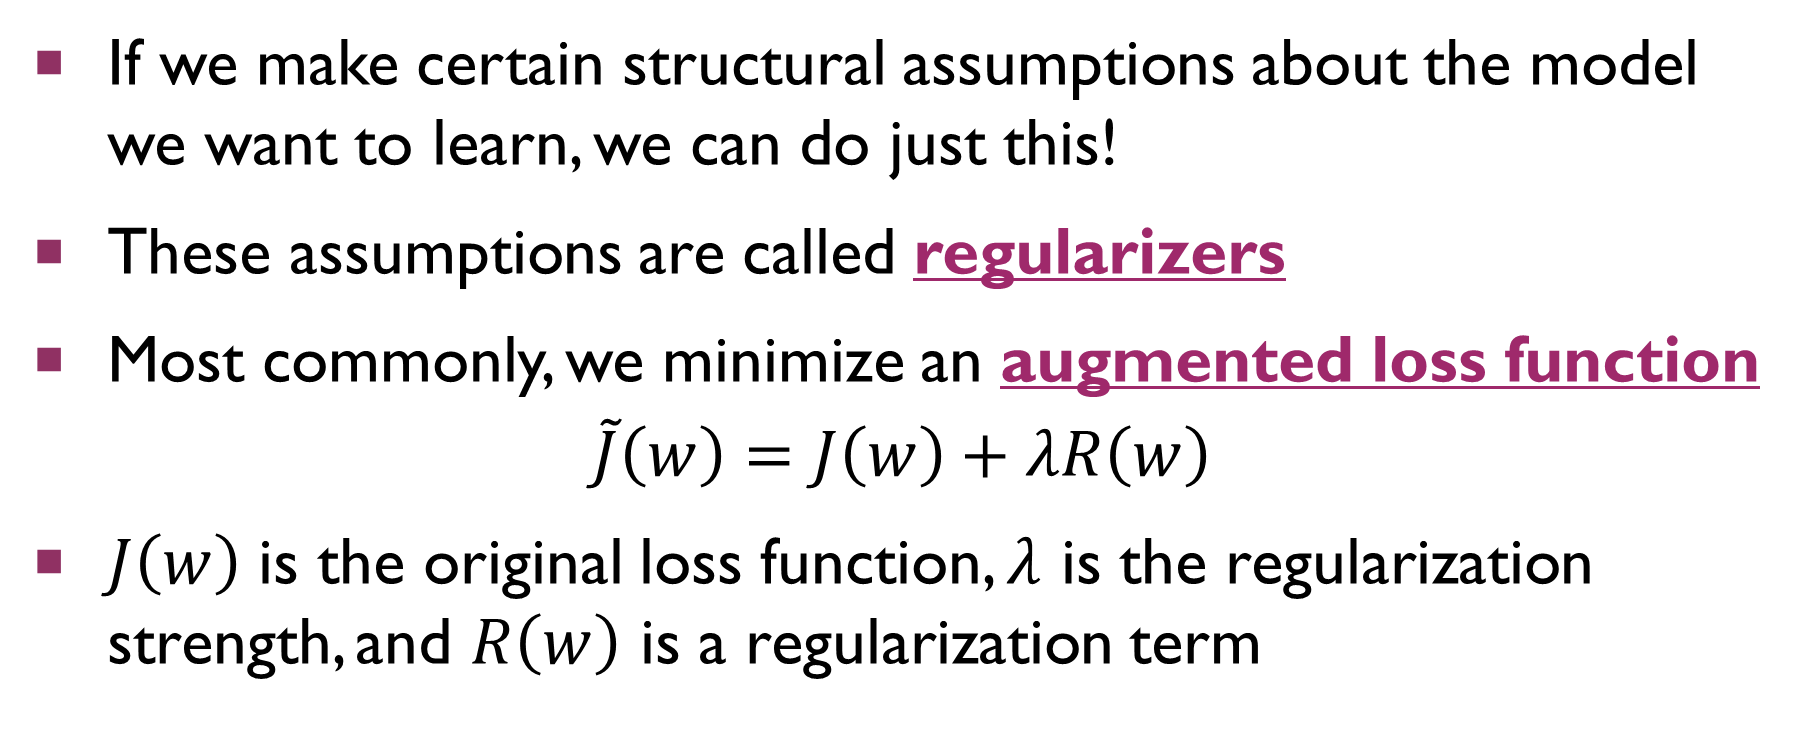 ▪ If we make certain structural assumptions about the model
we want to learn, we can do just this!
▪ These assumptions are called regularizers
▪ Most commonly, we minimize an augmented loss function
J̃(w) = J(w) + λR(w)
▪ J(w) is the original loss function, λ is the regularization
strength, and R(w) is a regularization term